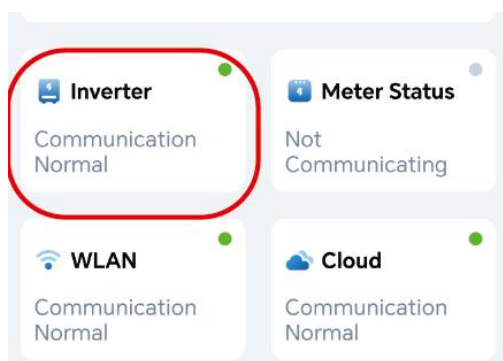 Inverter
Communication
Normal
Meter Status
Not
Communicating
WLAN
Communication
Normal
Cloud
Communication
Normal